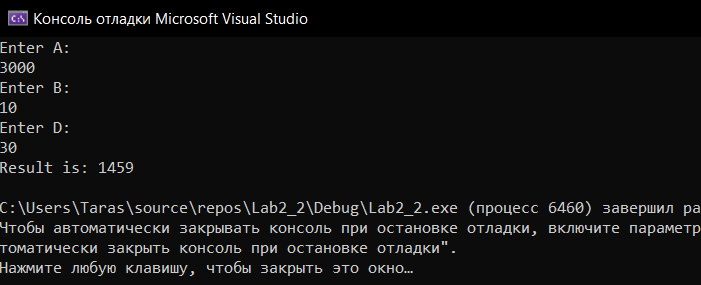 Консоль отладки Microsoft Visual Studio
Enter A:
3000
Enter B:
10
Enter D:
30
Result is: 1459
C:\Users\Taras\source\repos\Lab2_2\Debug\Lab2_2.exe (процесс 6460) завершил ра
Чтобы автоматически закрывать консоль при остановке отладки, включите параметр
томатически закрыть консоль при остановке отладки".
Нажмите любую клавишу, чтобы закрыть это окно…